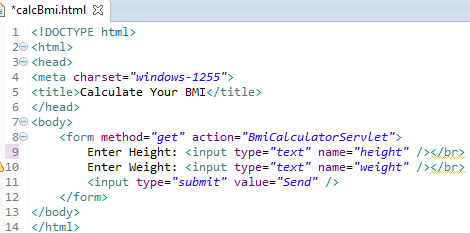 *calcBmi.html
1 <!DOCTYPE html>
2 <html>
3 <head>
4 <meta charset="windows-1255">
5 <title>Calculate Your BMI</title>
6 </head>
7 <body>
8 <form method="get" action="BmiCalculatorServlet">
9 Enter Height: <input type="text" name="height" /></br>
10 Enter Weight: <input type="text" name="weight" /></br>
11 <input type="submit" value="Send" />
12 </form>
13 </body>
14 </html>